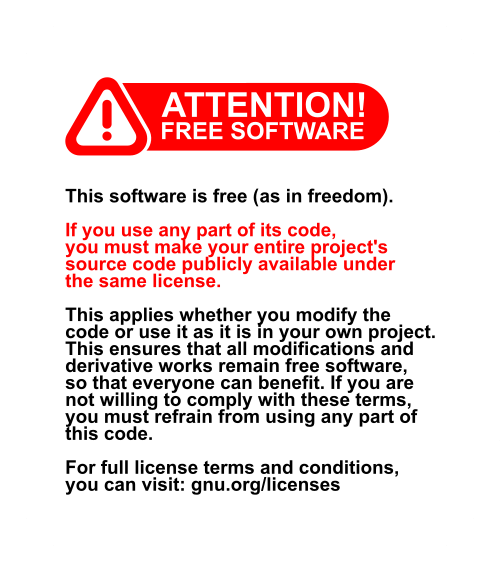 ATTENTION!
FREE SOFTWARE
This software is free (as in freedom).
If you use any part of its code,
you must make your entire project's
source code publicly available under
the same license.
This applies whether you modify the
code or use it as it is in your own project.
This ensures that all modifications and
derivative works remain free software,
so that everyone can benefit. If you are
not willing to comply with these terms,
you must refrain from using any part of
this code.
For full license terms and conditions,
you can visit: gnu.org/licenses